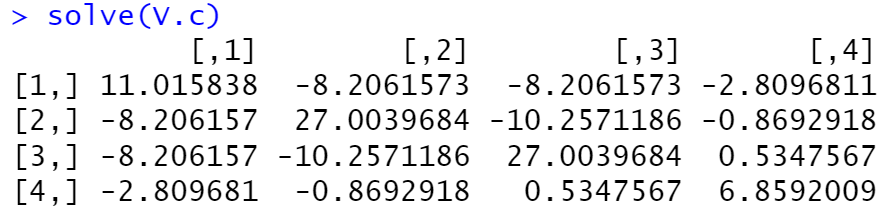 > solve(V.c)
[,1] [,2] [,3] [,4]
[1,] 11.015838 -8.2061573 -8.2061573 -2.8096811
[2,] -8.206157 27.0039684 -10.2571186 -0.8692918
[3,] -8.206157 -10.2571186 27.0039684 0.5347567
[4,] -2.809681 -0.8692918 0.5347567 6.8592009